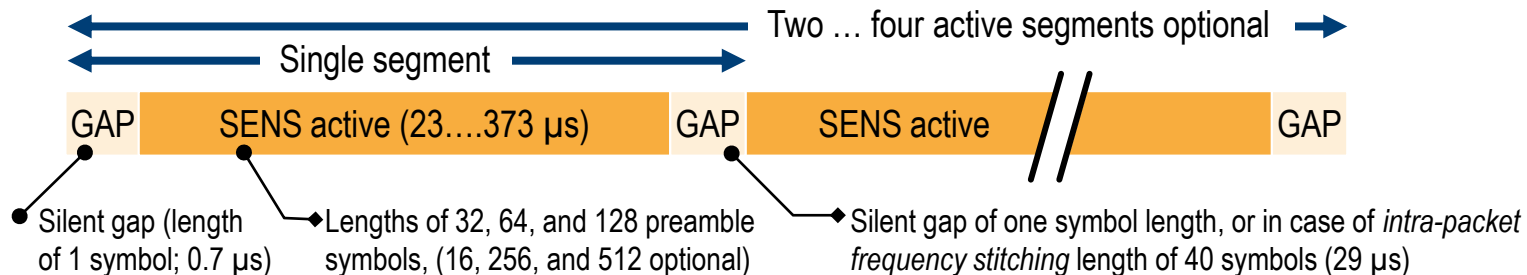 Two … four active segments optional
Single segment
GAP SENS active (23....373 µs) GAP SENS active GAP
Silent gap (length
of 1 symbol; 0.7 µs)
Lengths of 32, 64, and 128 preamble
symbols, (16, 256, and 512 optional)
Silent gap of one symbol length, or in case of intra-packet
frequency stitching length of 40 symbols (29 µs)